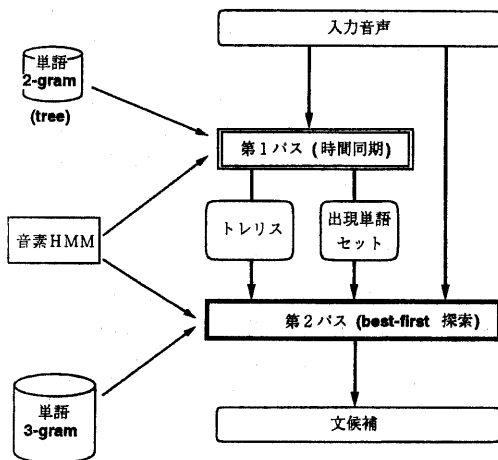 入力音声
単語
2-gram
(tree)
第１パス (時間同期)
トレリス
出現単語
セット
音素HMM
第２パス (best-first 探索)
単語
3-gram
文候補